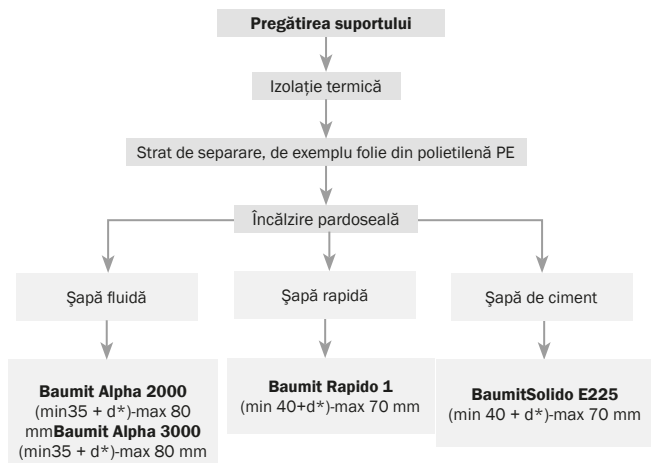 Pregătirea suportului
Izolație termică
Strat de separare, de exemplu folie din polietilenă PE
Încălzire pardoseală
Şapă fluidă
Şapă rapidă
Şapă de ciment
Baumit Alpha 2000
(min35 + d*)-max 80
mmBaumit Alpha 3000
(min35 + d*)-max 80 mm
Baumit Rapido 1
(min 40+d*)-max 70 mm
BaumitSolido E225
(min 40 + d*)-max 70 mm